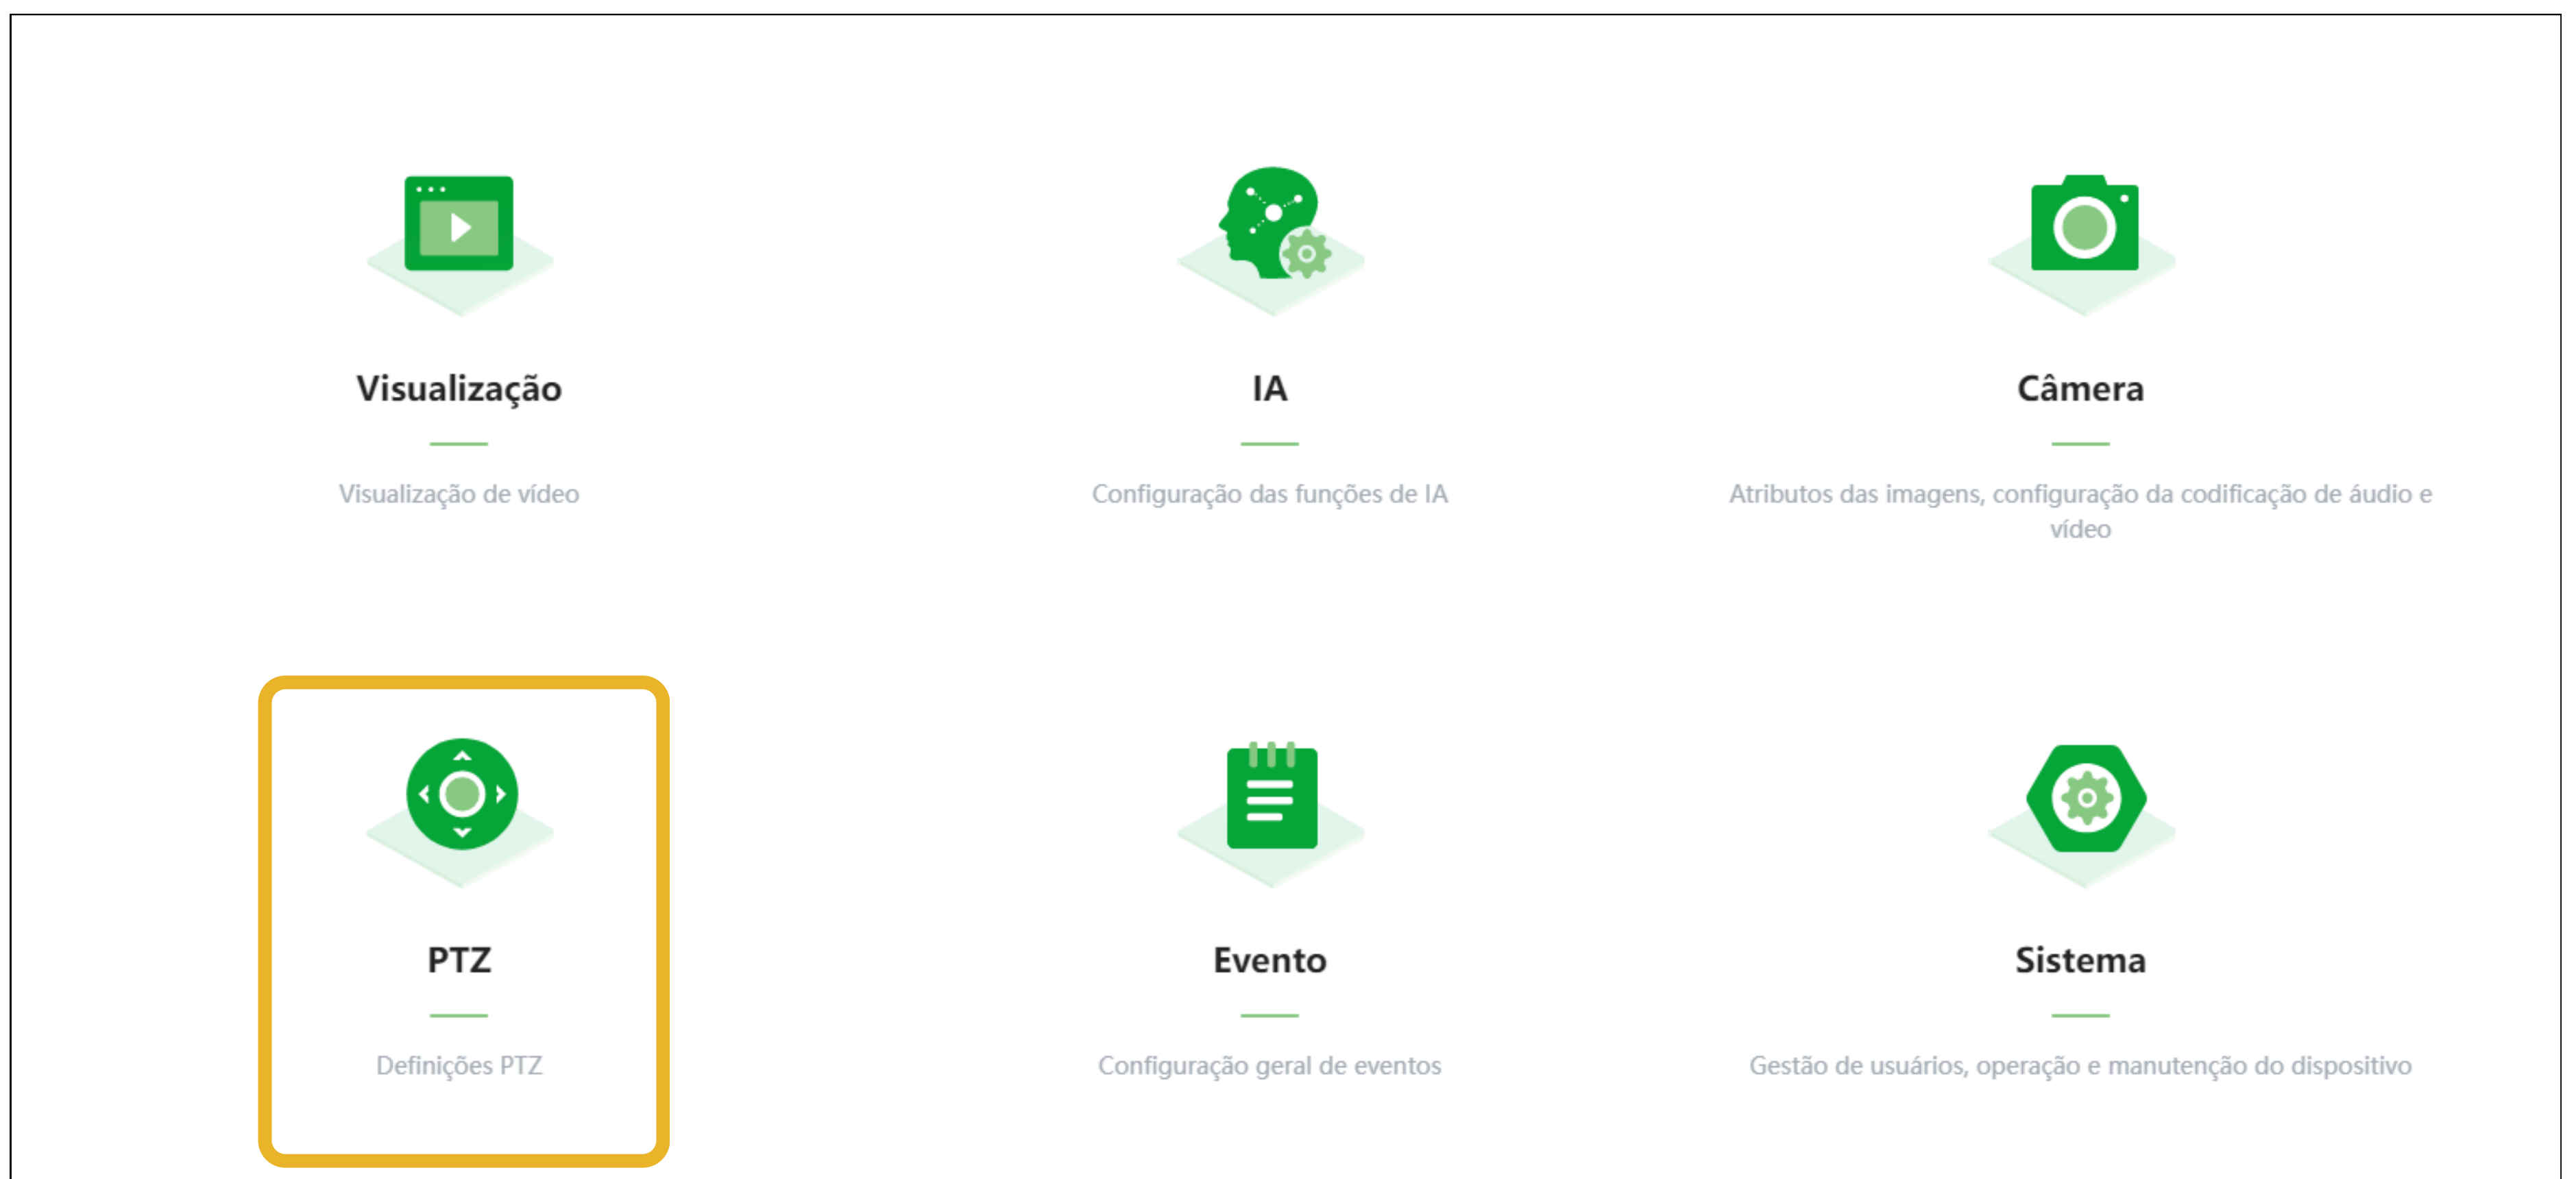 Visualização
Visualização de vídeo
IA
Configuração das funções de IA
Câmera
Atributos das imagens, configuração da codificação de áudio e
vídeo
PTZ
Definições PTZ
Evento
Configuração geral de eventos
Sistema
Gestão de usuários, operação e manutenção do dispositivo